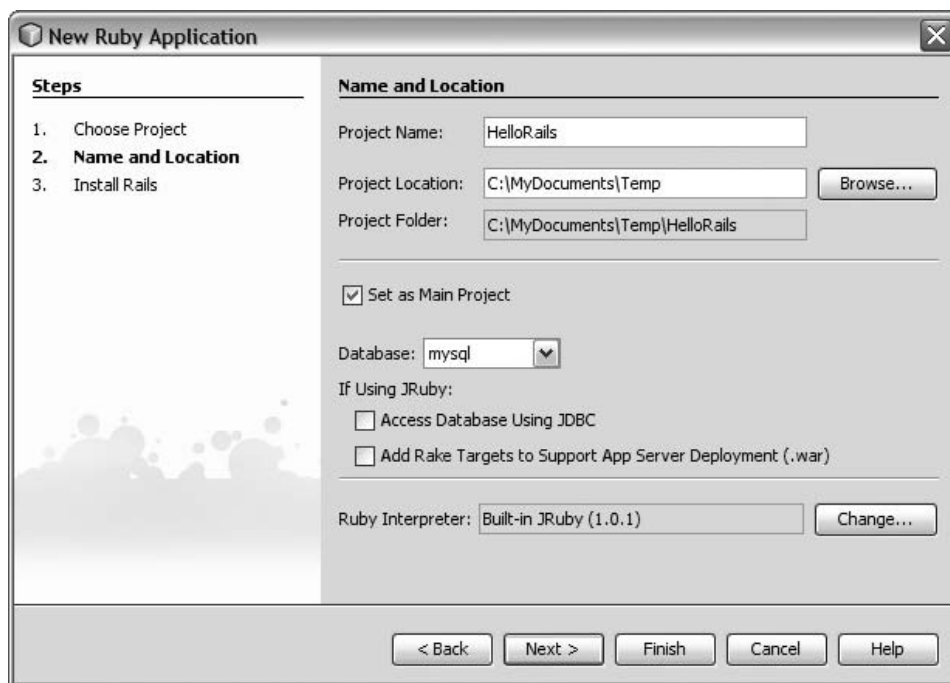 New Ruby Application
Steps
1. Choose Project
2. Name and Location
3. Install Rails
Name and Location
Project Name: HelloRails
Project Location: C:\MyDocuments\Temp Browse...
Project Folder: C:\MyDocuments\Temp\HelloRails
Set as Main Project
Database: mysql
If Using JRuby:
Access Database Using JDBC
Add Rake Targets to Support App Server Deployment (.war)
Ruby Interpreter: Built-in JRuby (1.0.1) Change...
< Back Next > Finish Cancel Help